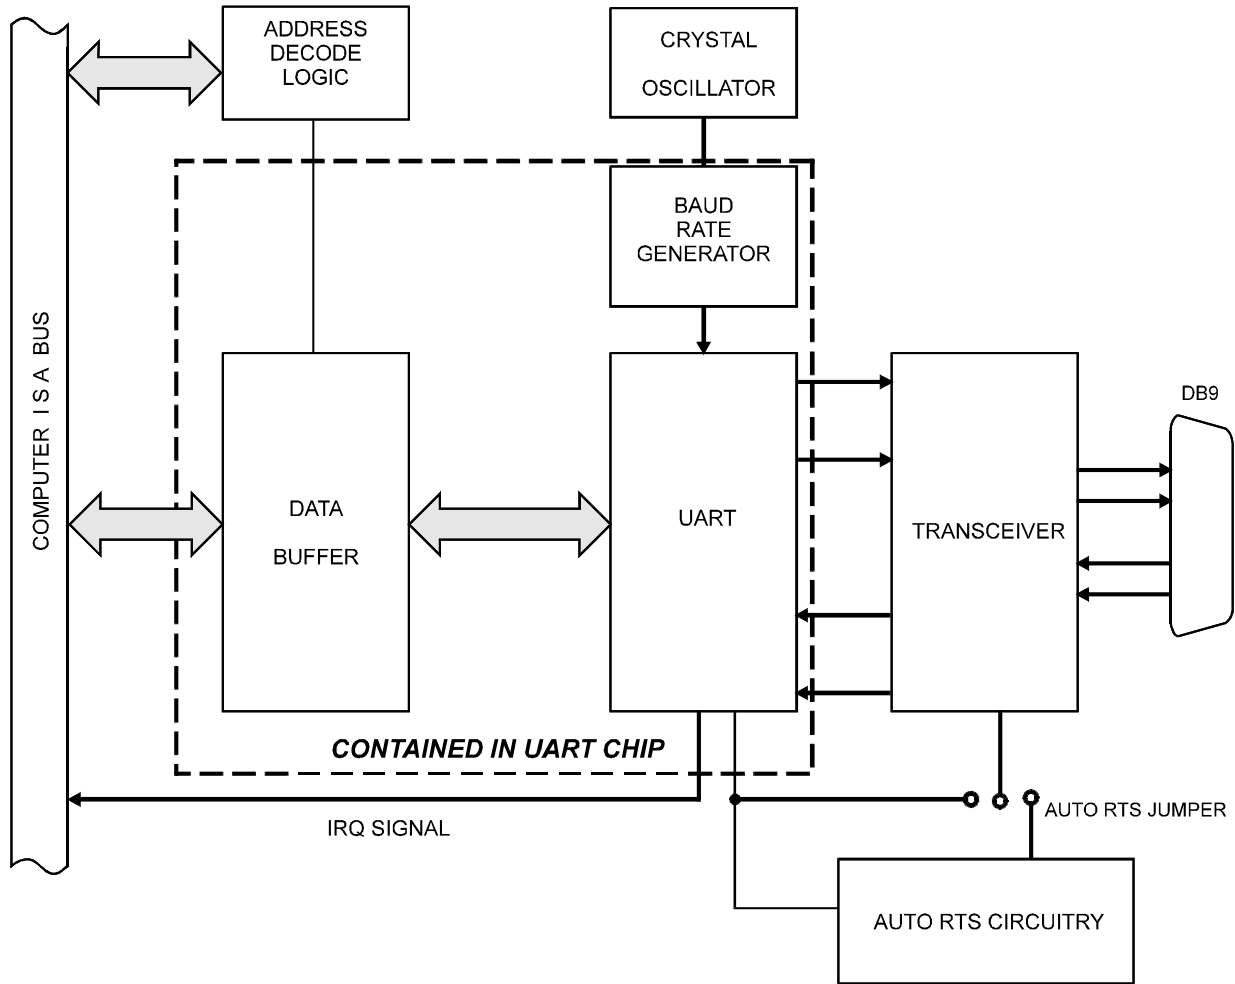 ADDRESS
DECODE
LOGIC
CRYSTAL
OSCILLATOR
BAUD
RATE
GENERATOR
COMPUTER ISA BUS
DATA
BUFFER
UART
TRANSCEIVER
DB9
CONTAINED IN UART CHIP
IRQ SIGNAL
AUTO RTS JUMPER
AUTO RTS CIRCUITRY